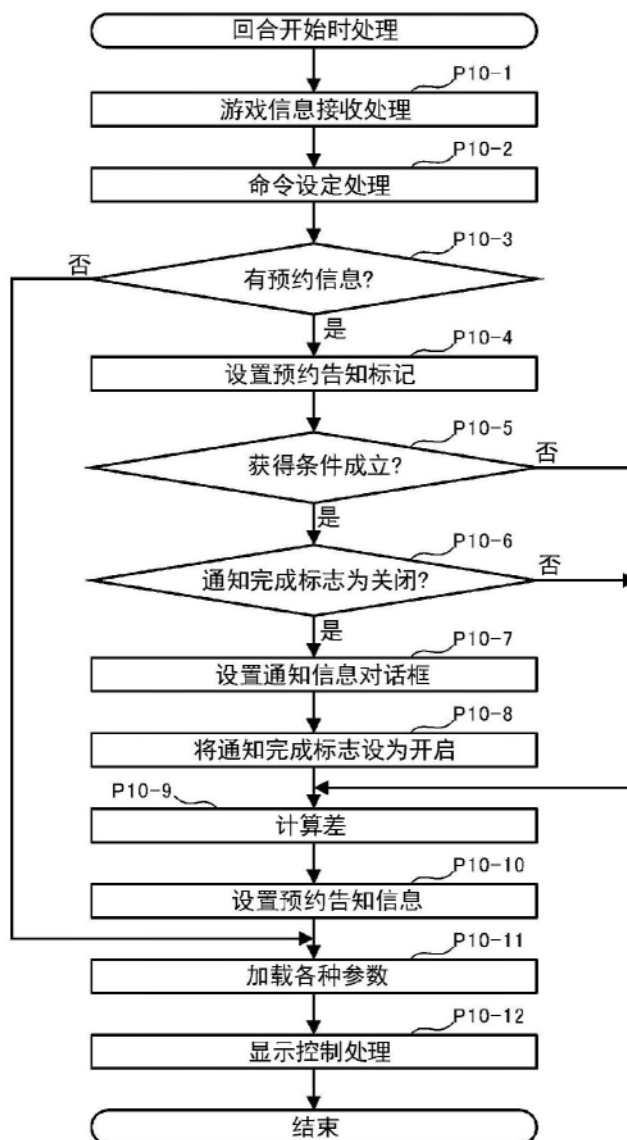 回合开始时处理
P10-1
游戏信息接收处理
P10-2
命令设定处理
P10-3
否
有预约信息?
是
P10-4
设置预约告知标记
P10-5
获得条件成立?
否
是
P10-6
通知完成标志为关闭?
否
是
P10-7
设置通知信息对话框
P10-8
将通知完成标志设为开启
P10-9
计算差
P10-10
设置预约告知信息
P10-11
加载各种参数
P10-12
显示控制处理
结束